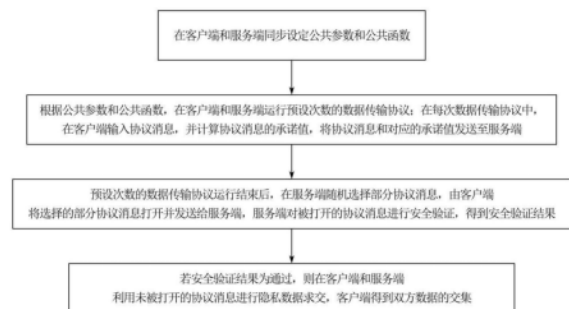 在客户端和服务端同步设定公共参数和公共函数
根据公共参数和公共函数，在客户端和服务端运行预设次数的数据传输协议；在每次数据传输协议中，
在客户端输入协议消息，并计算协议消息的承诺值，将协议消息和对应的承诺值发送至服务端
预设次数的数据传输协议运行结束后，在服务端随机选择部分协议消息，由客户端
将选择的部分协议消息打开并发送给服务端，服务端对被打开的协议消息进行安全验证，得到安全验证结果
若安全验证结果为通过，则在客户端和服务端
利用未被打开的协议消息进行隐私数据求交，客户端得到双方数据的交集